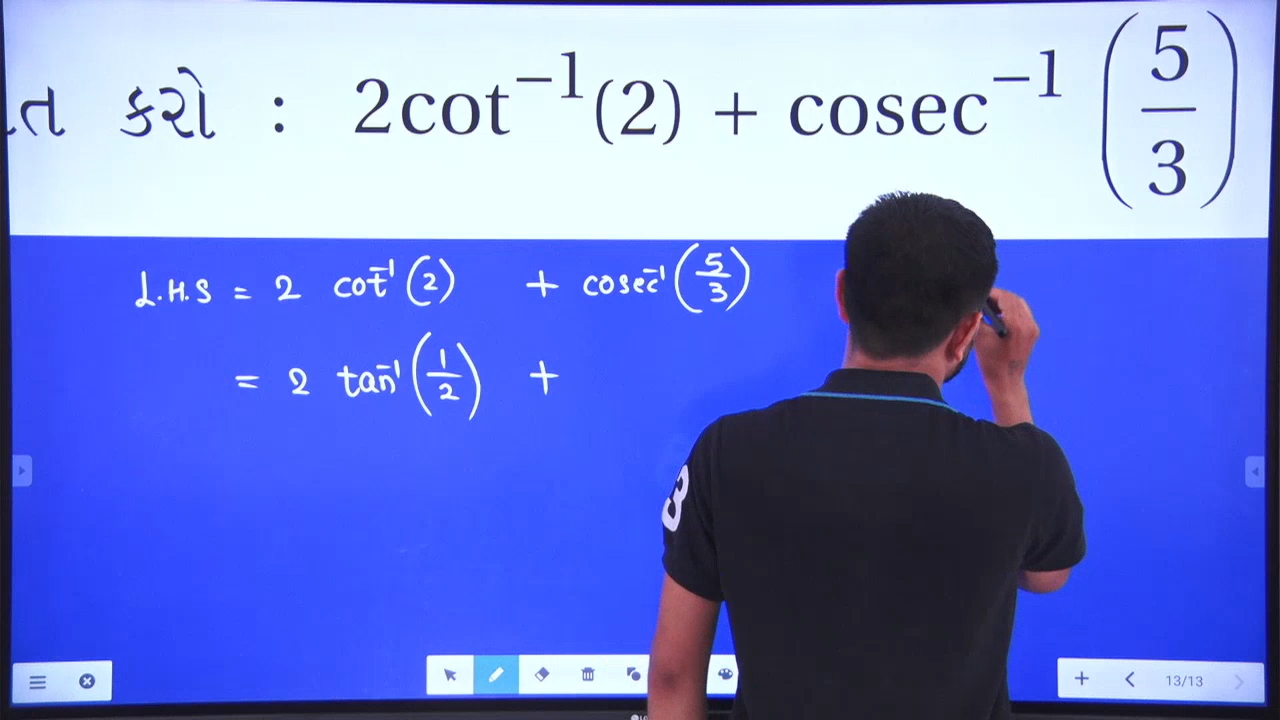 ત કરો : 2cot⁻¹(2) + cosec⁻¹(5/3)
L.H.S = 2 cot⁻¹(2) + cosec⁻¹(5/3)
= 2 tan⁻¹(1/2) +
3
13/13